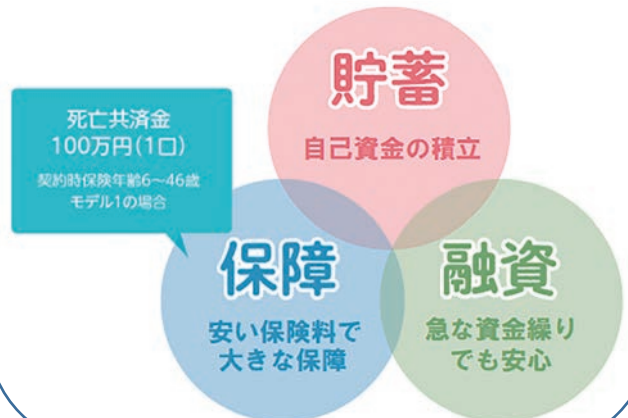 貯蓄
自己資金の積立
死亡共済金
100万円(1口)
契約時保険年齢6～46歳
モデル1の場合
保障
安い保険料で
大きな保障
融資
急な資金繰り
でも安心